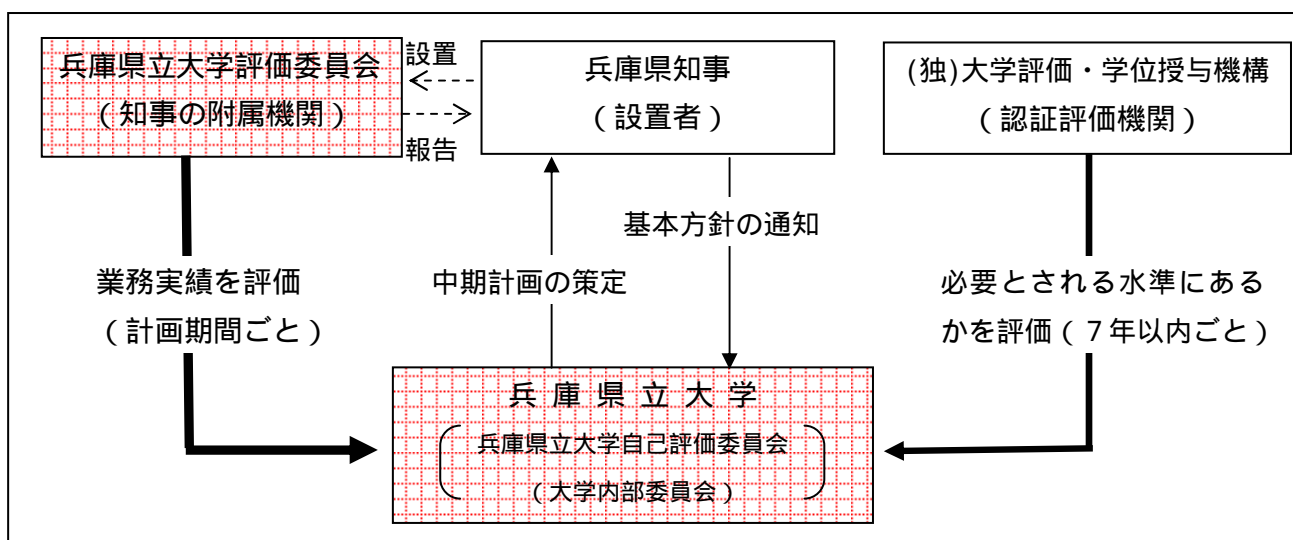 兵庫県立大学評価委員会
(知事の附属機関)
設置
報告
兵庫県知事
(設置者)
(独)大学評価・学位授与機構
(認証評価機関)
業務実績を評価
(計画期間ごと)
中期計画の策定
基本方針の通知
必要とされる水準にある
かを評価(7年以内ごと)
兵庫県立大学
兵庫県立大学自己評価委員会
(大学内部委員会)